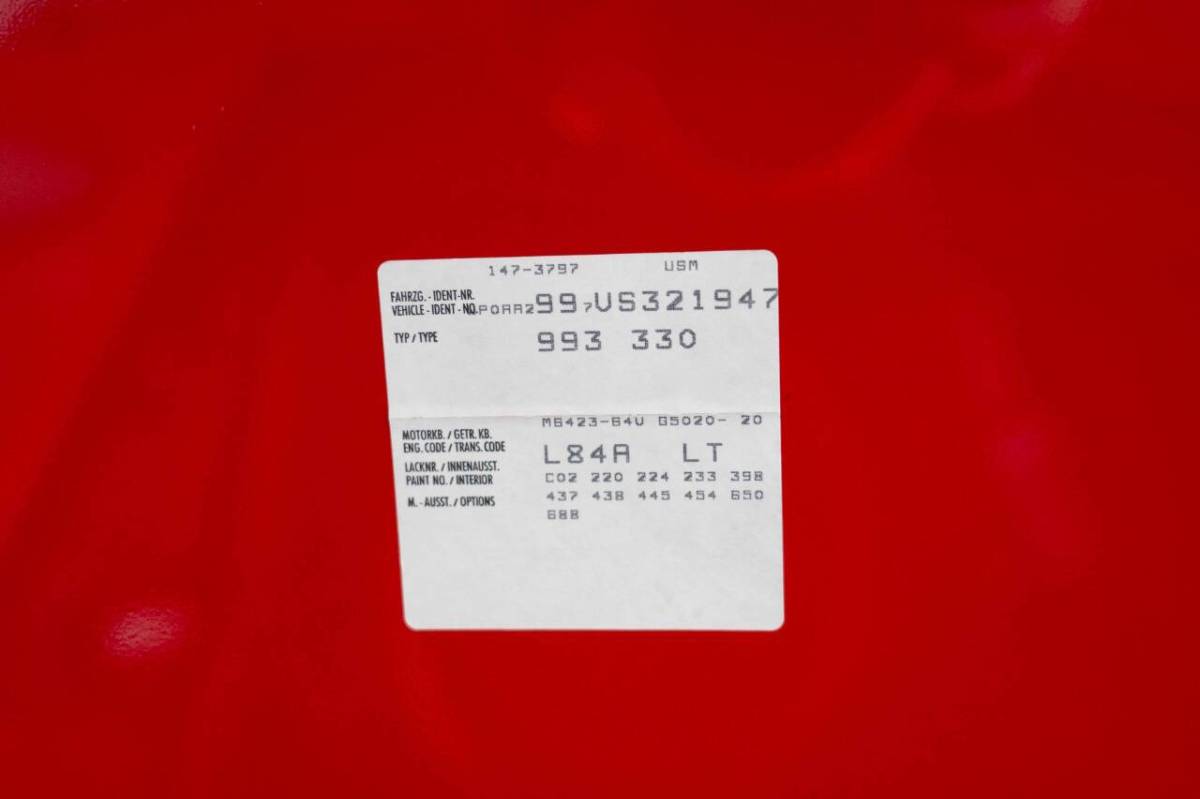 147-3797 USM
FAHRZG.-IDENT-NR.
VEHICLE-IDENT-NO. WP0AA2997VS321947
TYP/TYPE 993 330
MOTORKB./GETR.KB. M6423-64U G5020- 20
ENG. CODE/TRANS. CODE
LACKNR./INNENAUSST. L84A LT
PAINT NO./INTERIOR C02 220 224 233 398
M.-AUSST./OPTIONS 437 438 445 454 650
688